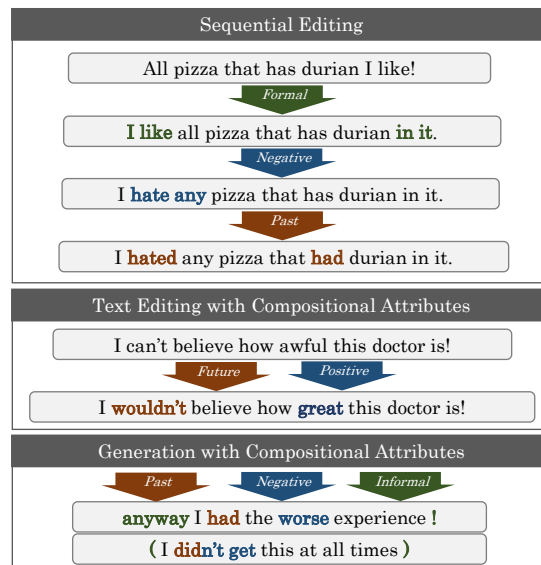 Sequential Editing
All pizza that has durian I like!
Formal
I like all pizza that has durian in it.
Negative
I hate any pizza that has durian in it.
Past
I hated any pizza that had durian in it.
Text Editing with Compositional Attributes
I can't believe how awful this doctor is!
Future Positive
I wouldn't believe how great this doctor is!
Generation with Compositional Attributes
Past Negative Informal
anyway I had the worse experience !
( I didn't get this at all times )